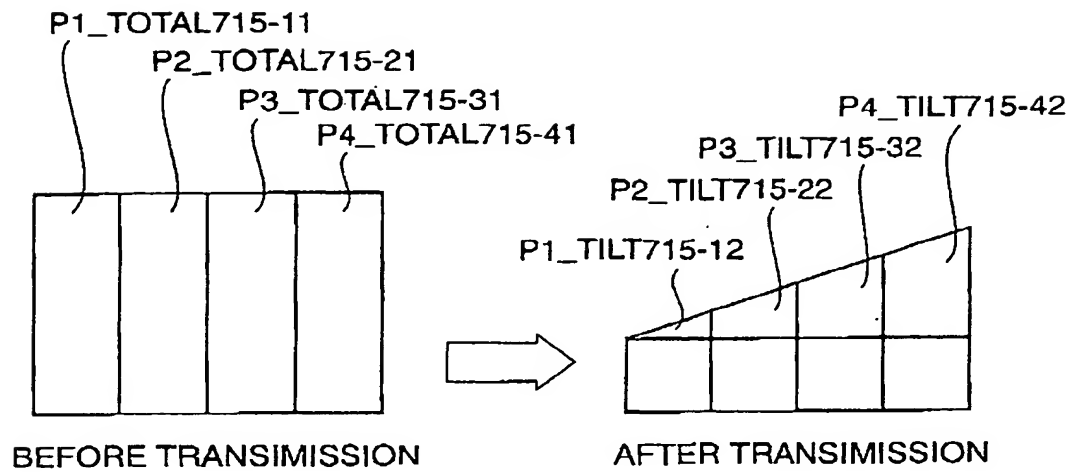 P1_TOTAL715-11
P2_TOTAL715-21
P3_TOTAL715-31
P4_TOTAL715-41
P4_TILT715-42
P3_TILT715-32
P2_TILT715-22
P1_TILT715-12
BEFORE TRANSIMISSION
AFTER TRANSIMISSION